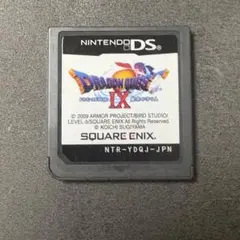 NINTENDO DS
DRAGON QUEST
IX
© 2009 ARMOR PROJECT/BIRD STUDIO/
LEVEL-5/SQUARE ENIX All Rights Reserved.
© KOICHI SUGIYAMA
SQUARE ENIX
NTR-YDQJ-JPN